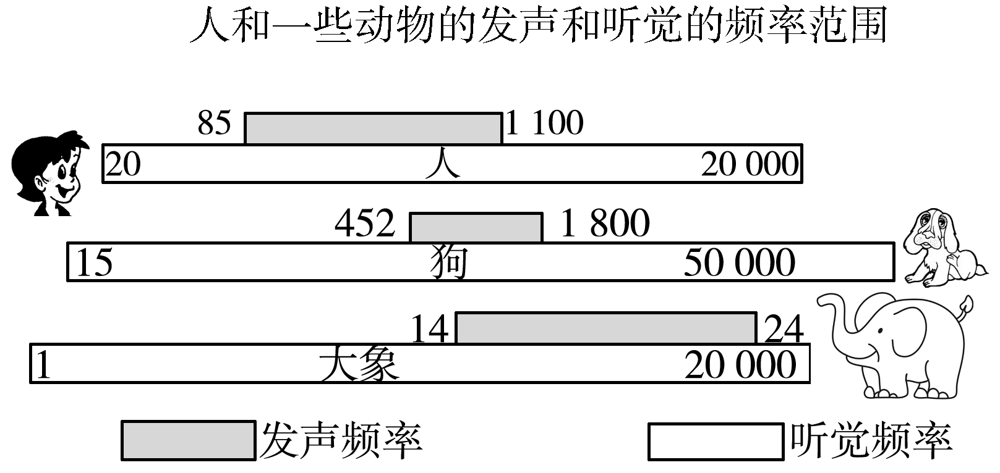 人和一些动物的发声和听觉的频率范围
85 1 100
20 人 20 000
452 1 800
15 狗 50 000
14 24
1 大象 20 000
发声频率 听觉频率